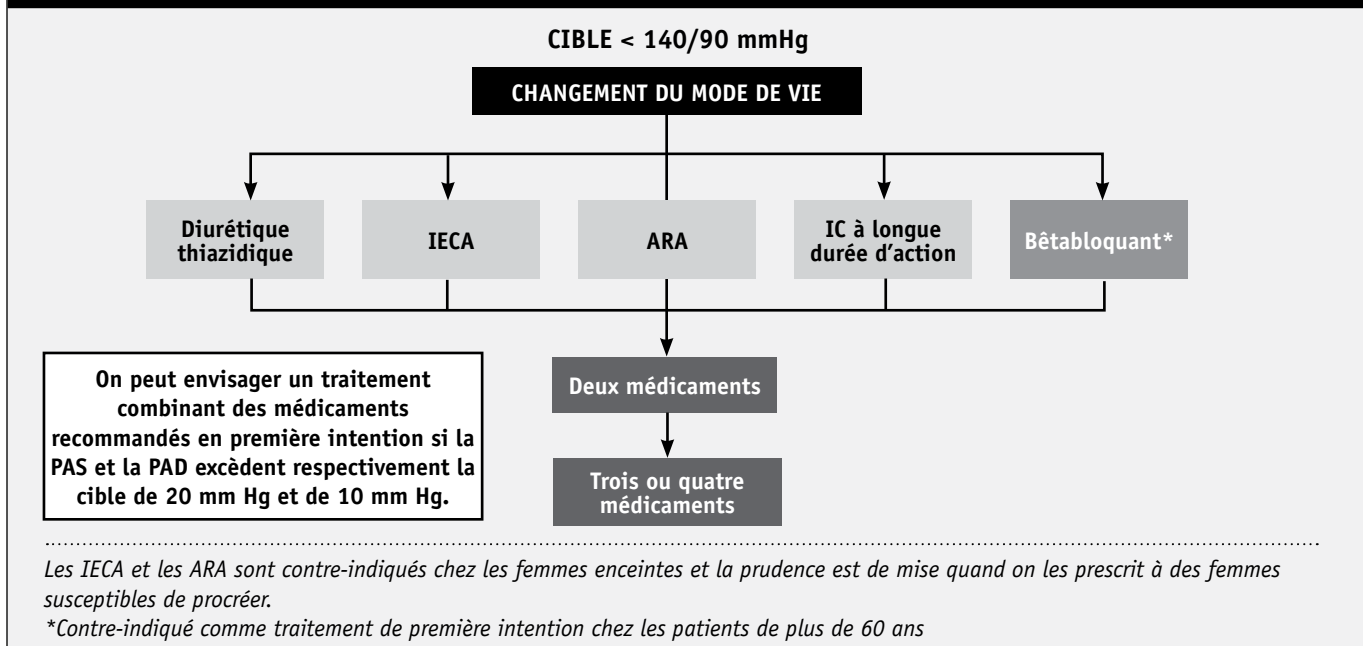 CIBLE < 140/90 mmHg
CHANGEMENT DU MODE DE VIE
Diurétique
thiazidique
IECA
ARA
IC à longue
durée d’action
Bêtabloquant*
On peut envisager un traitement
combinant des médicaments
recommandés en première intention si la
PAS et la PAD excèdent respectivement la
cible de 20 mm Hg et de 10 mm Hg.
Deux médicaments
Trois ou quatre
médicaments
Les IECA et les ARA sont contre-indiqués chez les femmes enceintes et la prudence est de mise quand on les prescrit à des femmes
susceptibles de procréer.
*Contre-indiqué comme traitement de première intention chez les patients de plus de 60 ans